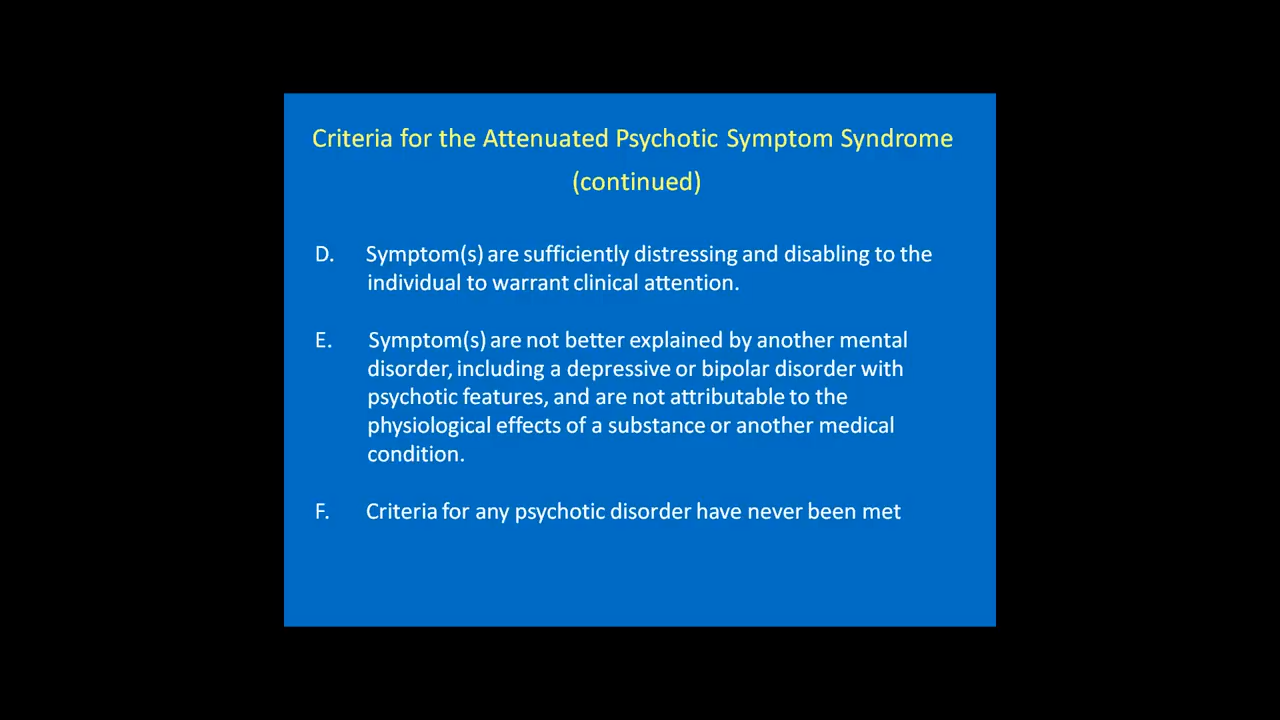 Criteria for the Attenuated Psychotic Symptom Syndrome
(continued)
D. Symptom(s) are sufficiently distressing and disabling to the
individual to warrant clinical attention.
E. Symptom(s) are not better explained by another mental
disorder, including a depressive or bipolar disorder with
psychotic features, and are not attributable to the
physiological effects of a substance or another medical
condition.
F. Criteria for any psychotic disorder have never been met